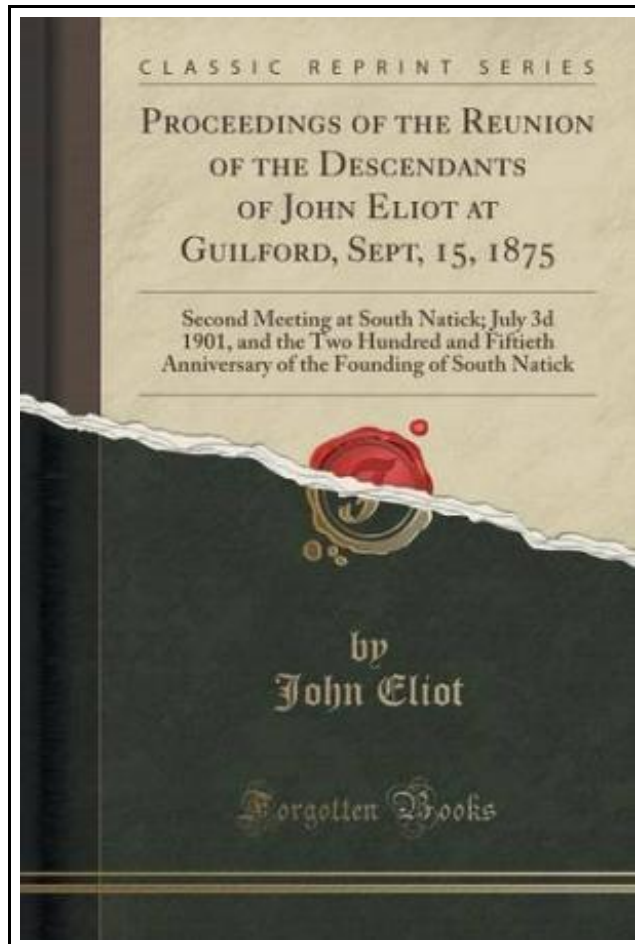 CLASSIC REPRINT SERIES
PROCEEDINGS OF THE REUNION
OF THE DESCENDANTS
OF JOHN ELIOT AT
GUILFORD, SEPT, 15, 1875
Second Meeting at South Natick; July 3d
1901, and the Two Hundred and Fiftieth
Anniversary of the Founding of South Natick
by
John Eliot
Forgotten Books